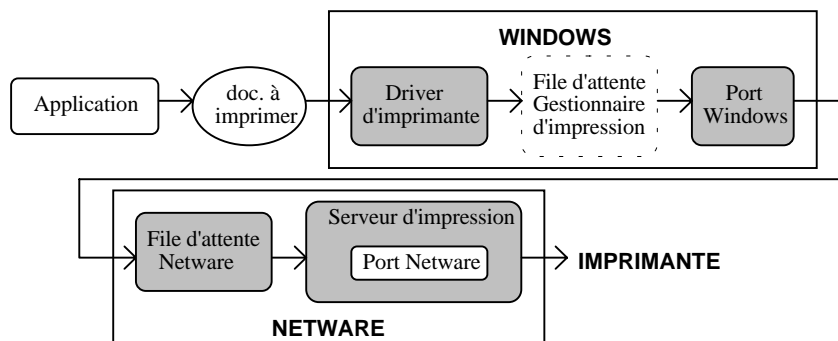 WINDOWS
Application
doc. à
imprimer
Driver
d'imprimante
File d'attente
Gestionnaire
d'impression
Port
Windows
File d'attente
Netware
Serveur d'impression
Port Netware
IMPRIMANTE
NETWARE